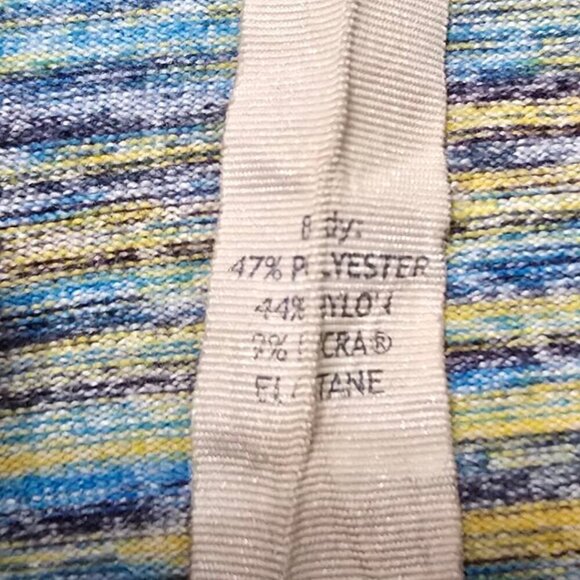 Body:
47% POLYESTER
44% NYLON
9% LYCRA®
ELASTANE